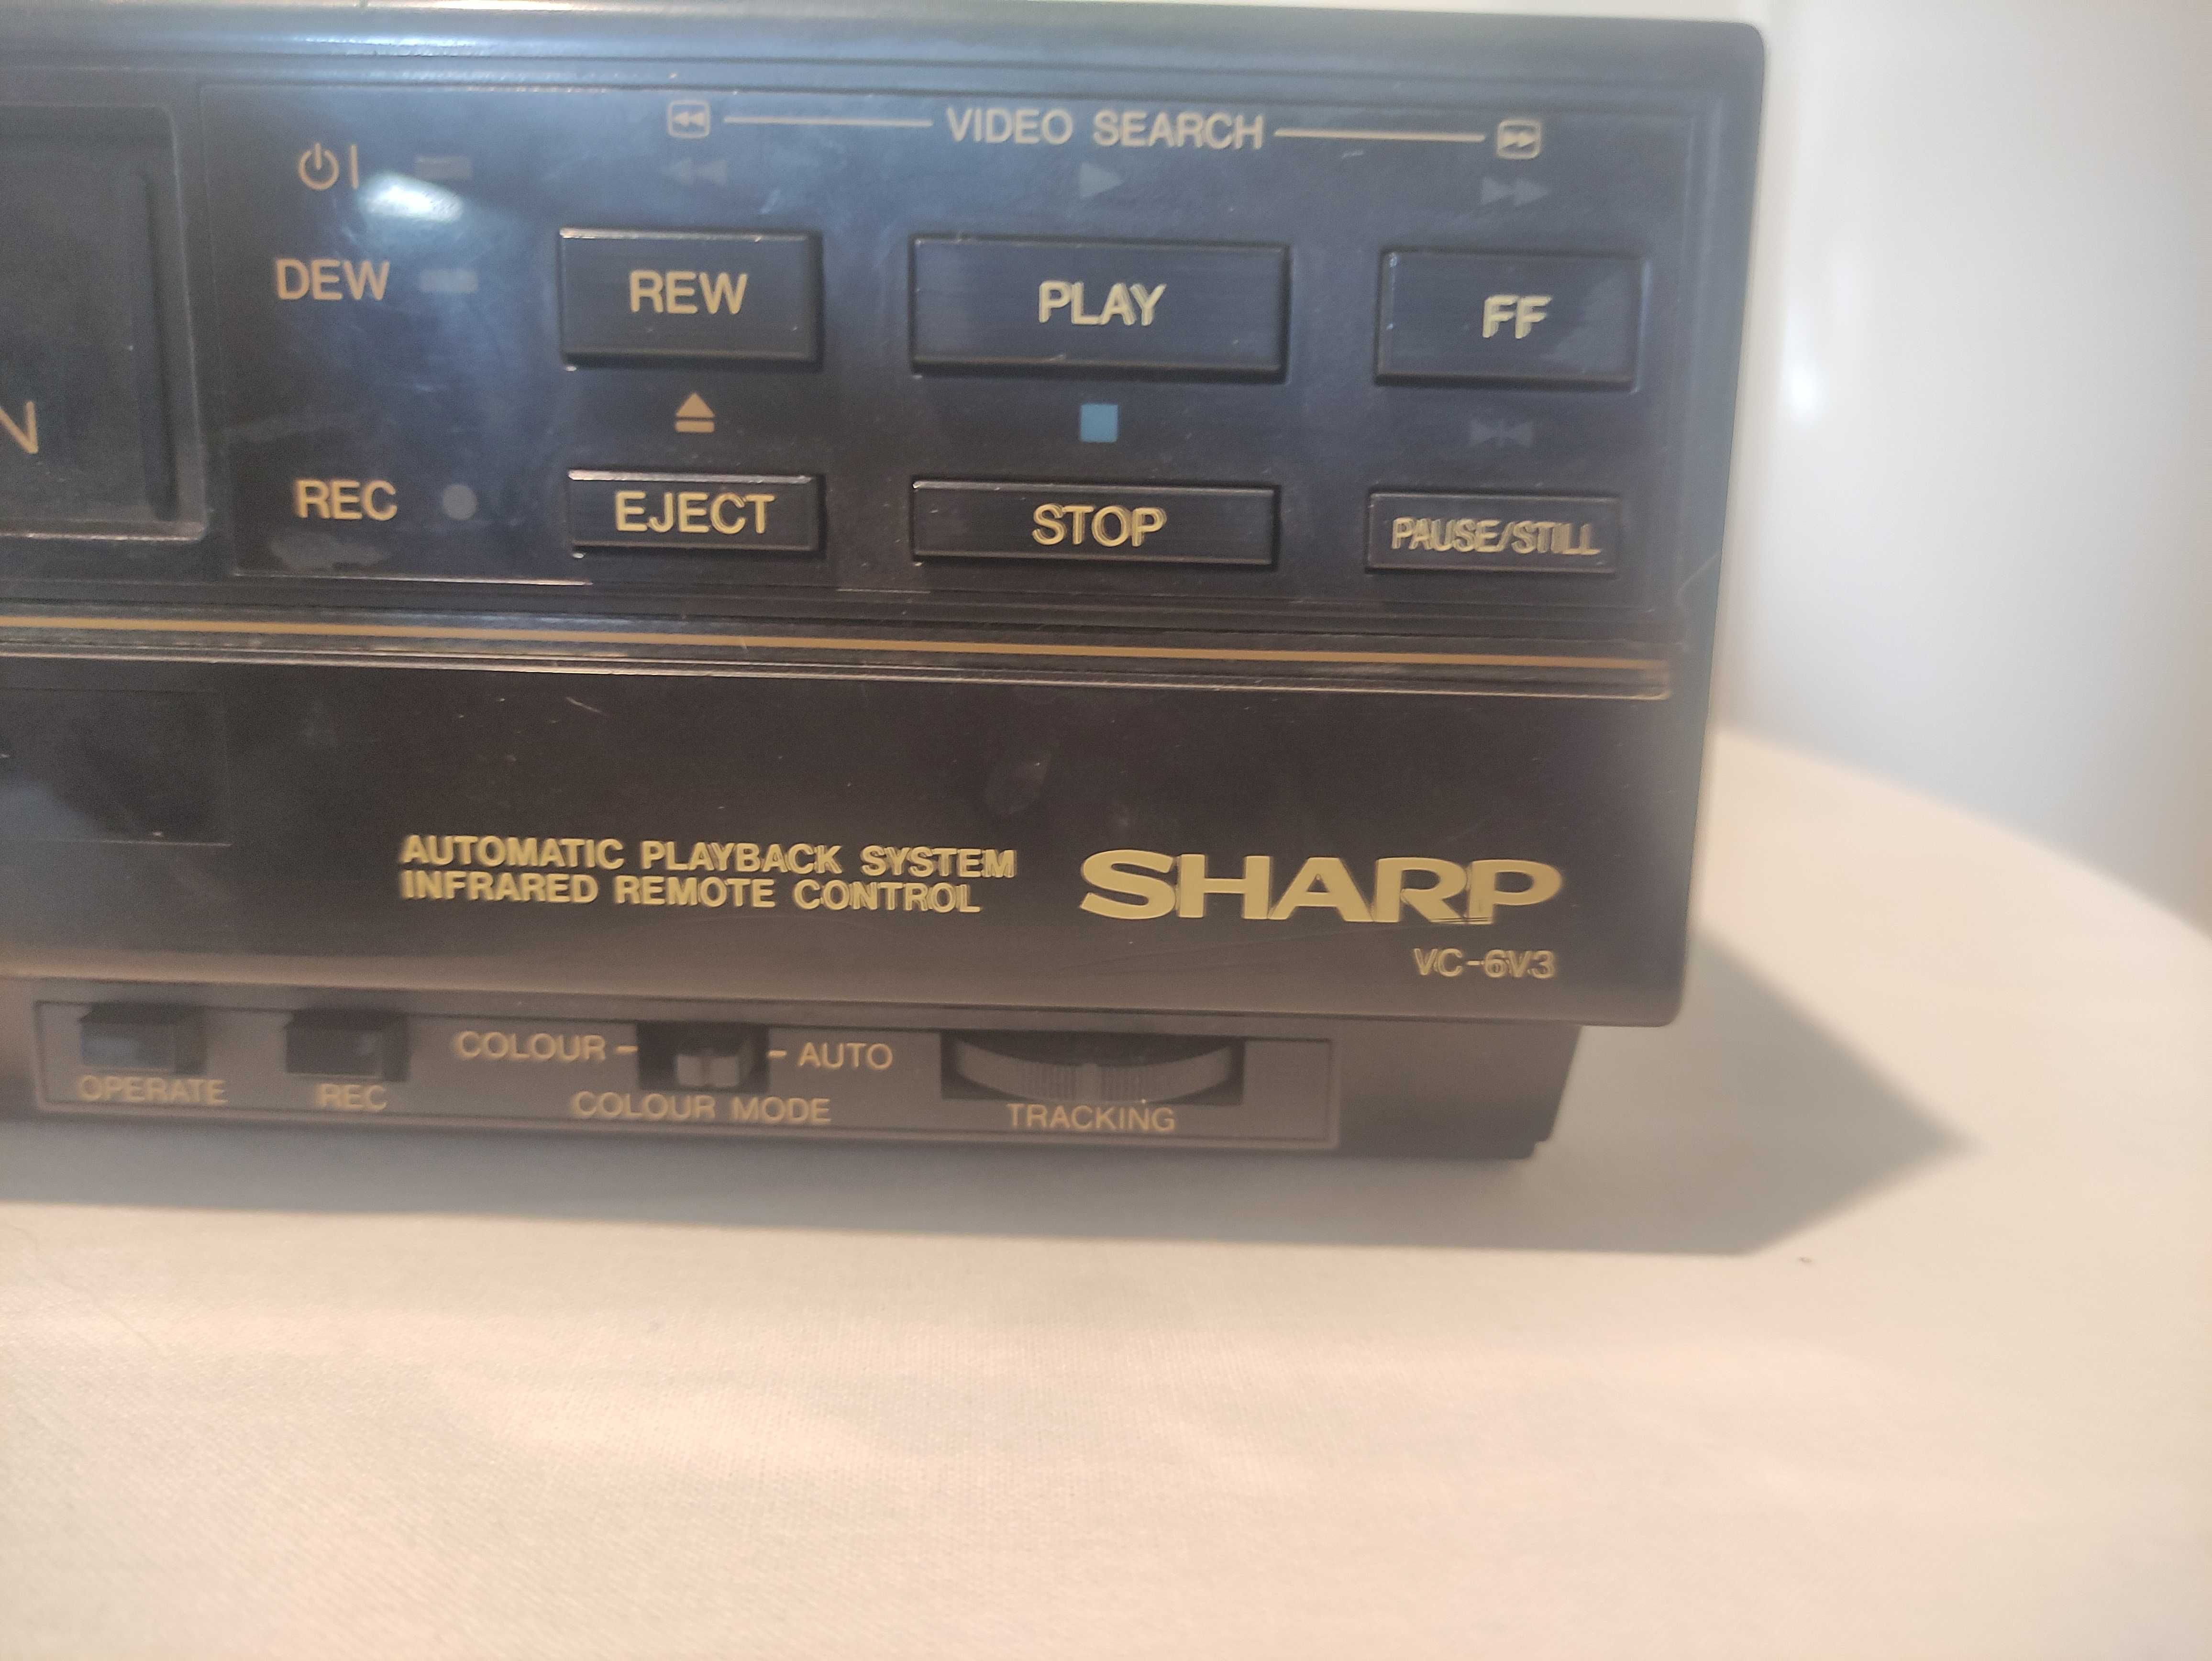 VIDEO SEARCH
DEW
REW
PLAY
FF
N
REC
EJECT
STOP
PAUSE/STILL
AUTOMATIC PLAYBACK SYSTEM
INFRARED REMOTE CONTROL
SHARP
VC-6V3
COLOUR - - AUTO
OPERATE
REC
COLOUR MODE
TRACKING